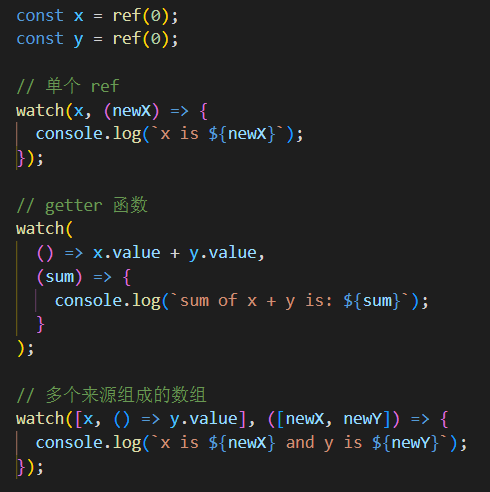 const x = ref(0);
const y = ref(0);

// 单个 ref
watch(x, (newX) => {
  console.log(`x is ${newX}`);
});

// getter 函数
watch(
  () => x.value + y.value,
  (sum) => {
    console.log(`sum of x + y is: ${sum}`);
  }
);

// 多个来源组成的数组
watch([x, () => y.value], ([newX, newY]) => {
  console.log(`x is ${newX} and y is ${newY}`);
});